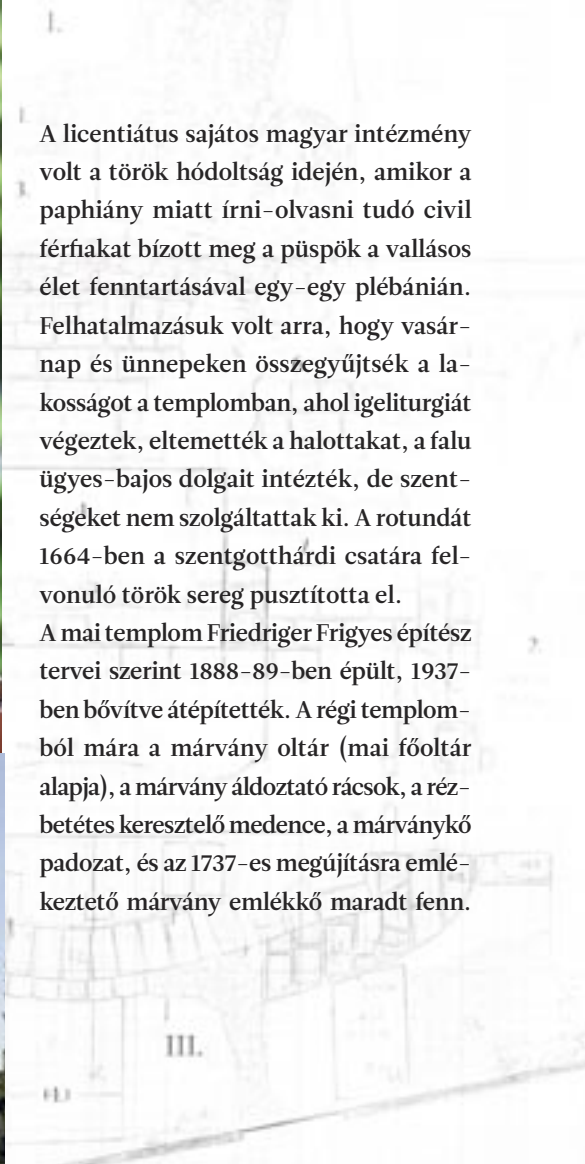 I.
A licentiátus sajátos magyar intézmény
volt a török hódoltság idején, amikor a
paphiány miatt írni-olvasni tudó civil
férfiakat bízott meg a püspök a vallásos
élet fenntartásával egy-egy plébánián.
Felhatalmazásuk volt arra, hogy vasár-
nap és ünnepeken összegyűjtsék a la-
kosságot a templomban, ahol igeliturgiát
végeztek, eltemették a halottakat, a falu
ügyes-bajos dolgait intézték, de szent-
ségeket nem szolgáltattak ki. A rotundát
1664-ben a szentgotthárdi csatára fel-
vonuló török sereg pusztította el.
A mai templom Friedriger Frigyes építész
tervei szerint 1888-89-ben épült, 1937-
ben bővítve átépítették. A régi templom-
ból mára a márvány oltár (mai főoltár
alapja), a márvány áldoztató rácsok, a réz-
betétes keresztelő medence, a márványkő
padozat, és az 1737-es megújításra emlé-
keztető márvány emlékkő maradt fenn.
III.